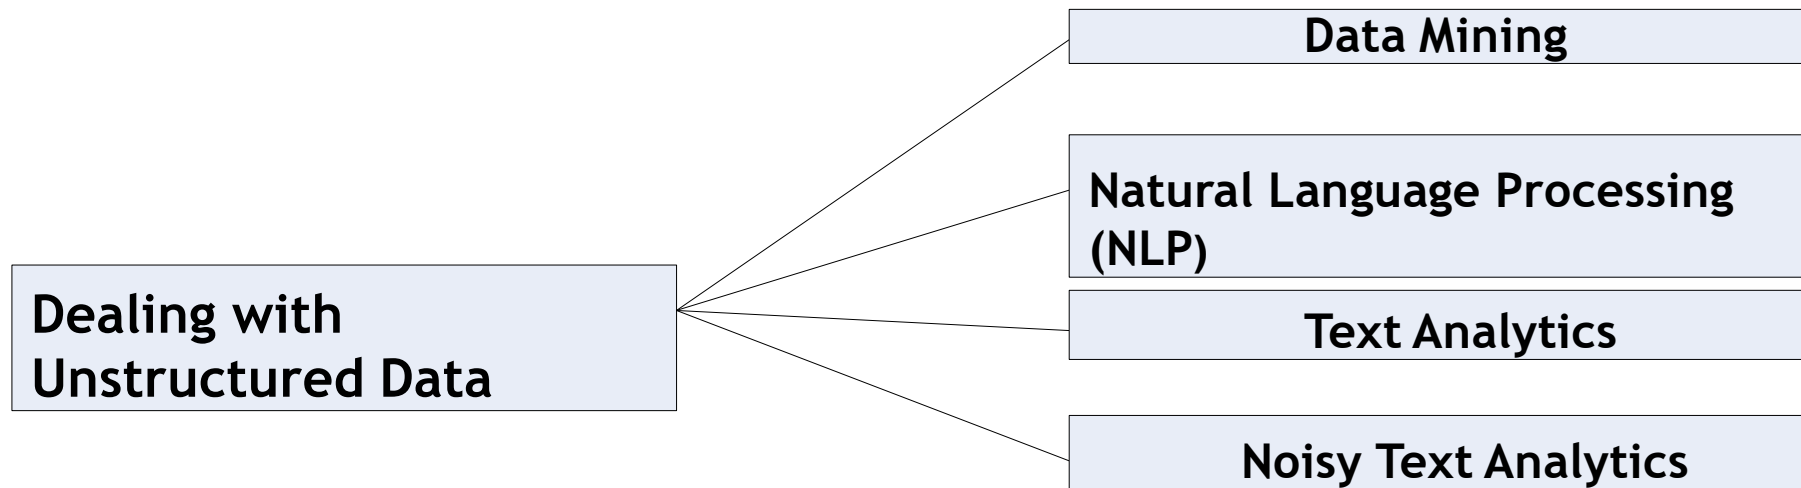 Data Mining
Natural Language Processing
(NLP)
Dealing with
Unstructured Data
Text Analytics
Noisy Text Analytics